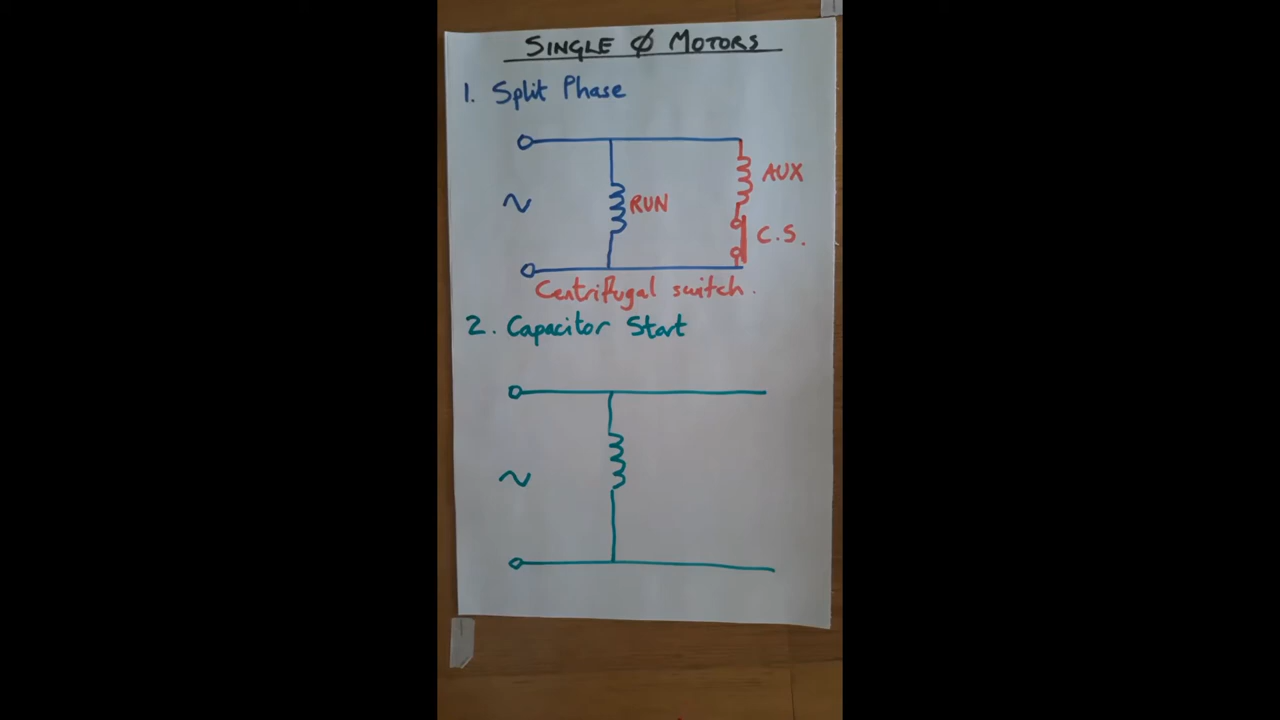 SINGLE Ø MOTORS
1. Split Phase
AUX
RUN
C.S.
Centrifugal switch.
2. Capacitor Start